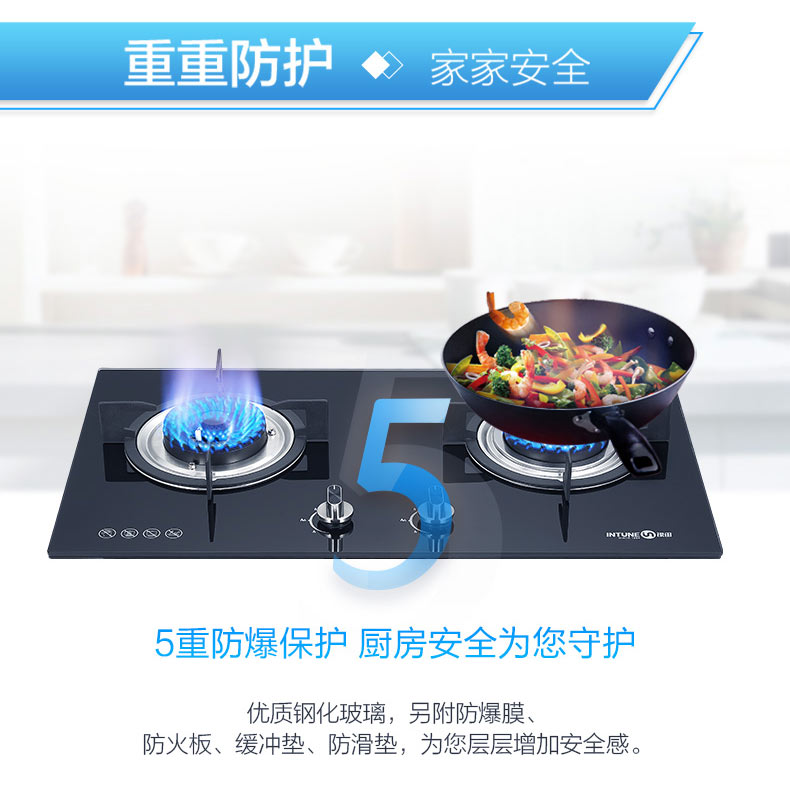 重重防护 家家安全
5
INTUNE
5重防爆保护 厨房安全为您守护
优质钢化玻璃，另附防爆膜、
防火板、缓冲垫、防滑垫，为您层层增加安全感。